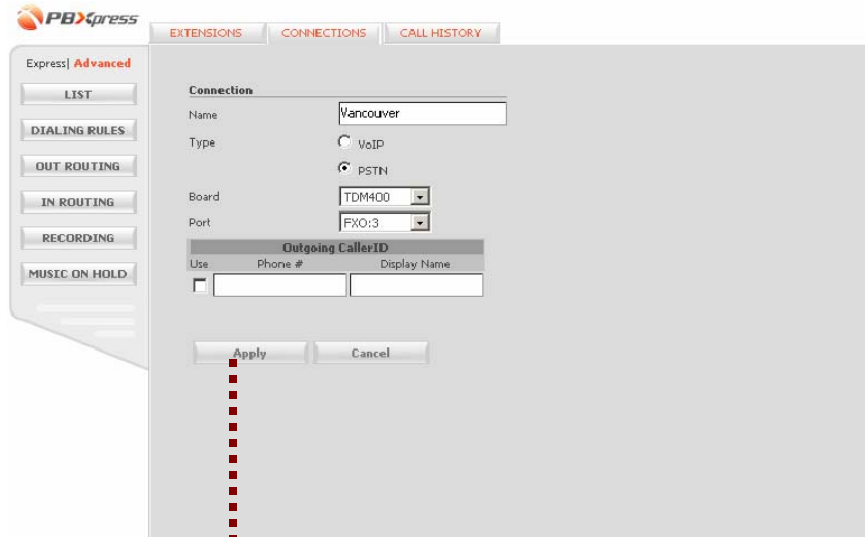 PBXpress
EXTENSIONS CONNECTIONS CALL HISTORY
Express| Advanced
LIST
DIALING RULES
OUT ROUTING
IN ROUTING
RECORDING
MUSIC ON HOLD
Connection
Name Vancouver
Type VoIP
PSTN
Board TDM400
Port FXO:3
Outgoing CallerID
Use Phone # Display Name
Apply Cancel